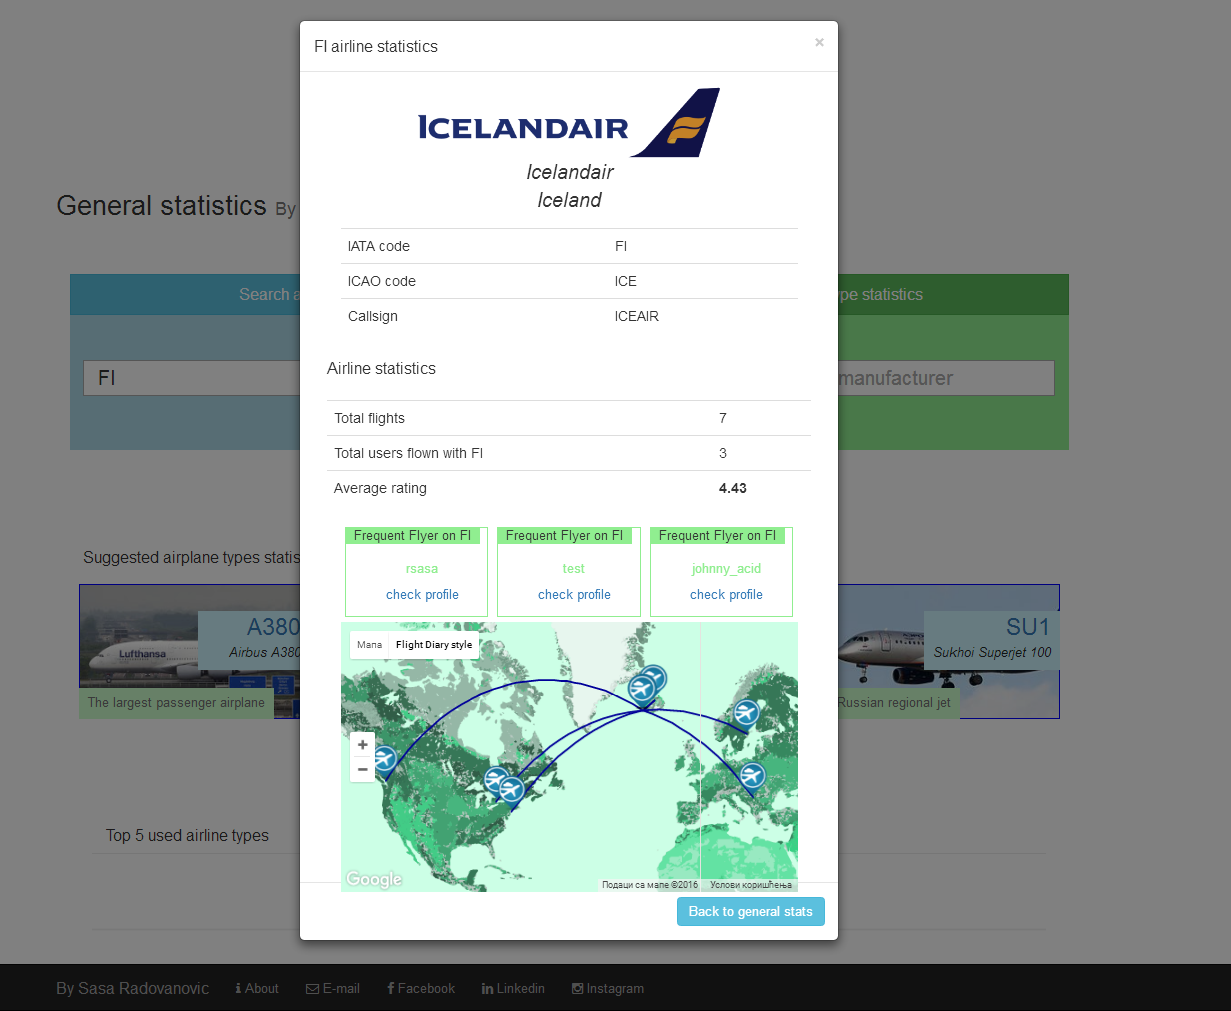 FI airline statistics ×
ICELANDAIR
Icelandair
Iceland
IATA code FI
ICAO code ICE
Callsign ICEAIR
Airline statistics
Total flights 7
Total users flown with FI 3
Average rating 4.43
Frequent Flyer on FI
rsasa
check profile
Frequent Flyer on FI
test
check profile
Frequent Flyer on FI
johnny_acid
check profile
Мапа Flight Diary style
+
−
Google
Подаци са мапе ©2016 Услови коришћења
Back to general stats
General statistics By
Search a
FI
pe statistics
manufacturer
Suggested airplane types statis
Lufthansa
A380
Airbus A380
The largest passenger airplane
SU1
Sukhoi Superjet 100
Russian regional jet
Top 5 used airline types
By Sasa Radovanovic About E-mail Facebook Linkedin Instagram